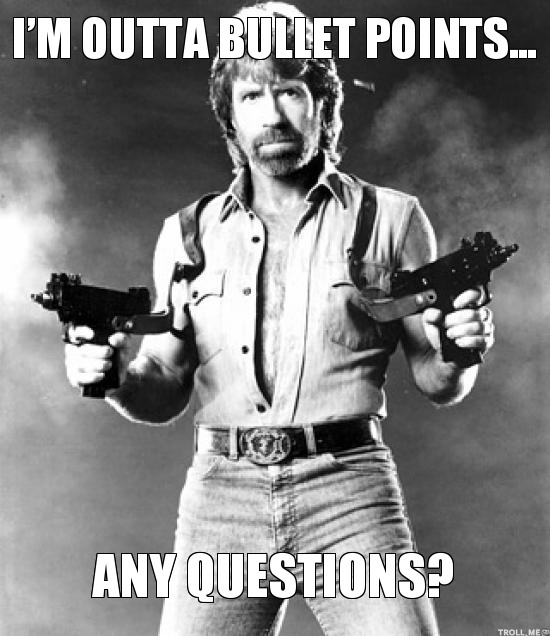 I'M OUTTA BULLET POINTS...
ANY QUESTIONS?
TROLL.ME